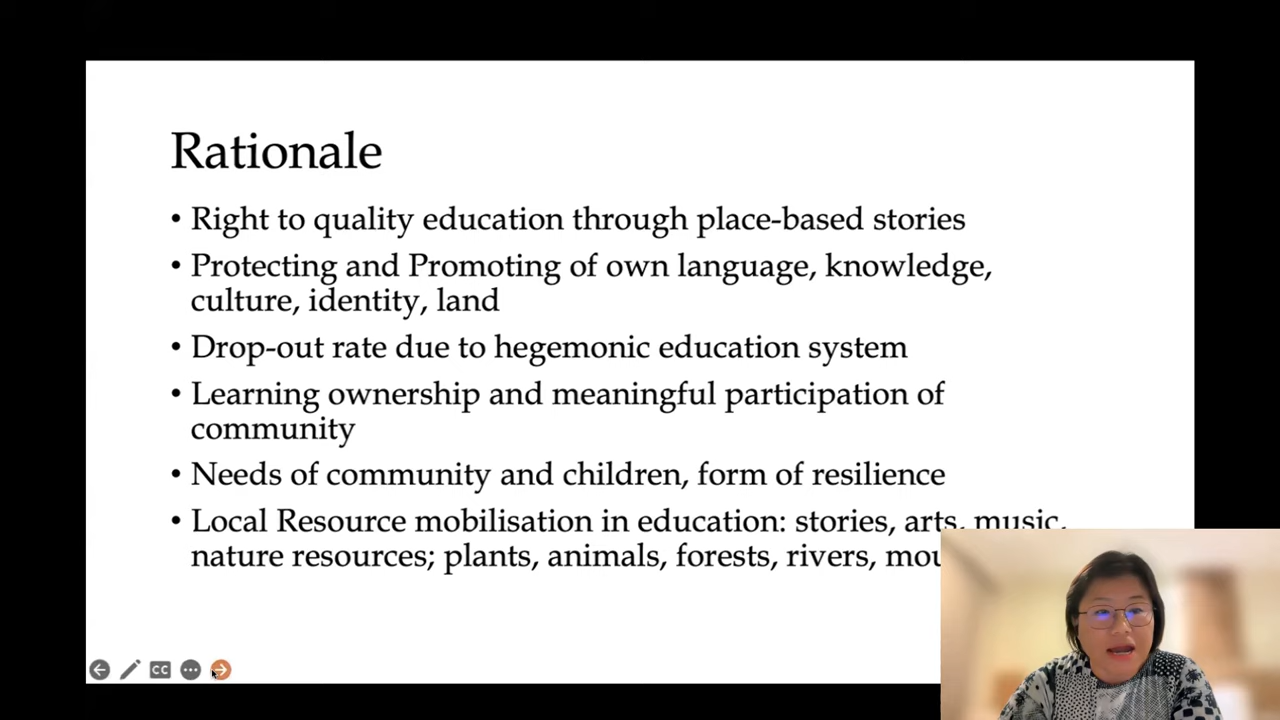 Rationale
• Right to quality education through place-based stories
• Protecting and Promoting of own language, knowledge,
culture, identity, land
• Drop-out rate due to hegemonic education system
• Learning ownership and meaningful participation of
community
• Needs of community and children, form of resilience
• Local Resource mobilisation in education: stories, arts, music,
nature resources; plants, animals, forests, rivers,
CC